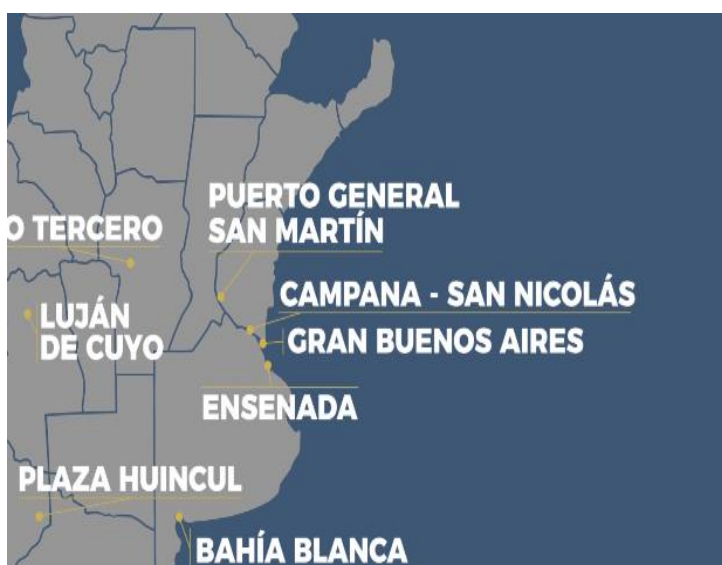 PUERTO GENERAL
SAN MARTÍN
O TERCERO
CAMPANA - SAN NICOLÁS
LUJÁN
DE CUYO
GRAN BUENOS AIRES
ENSENADA
PLAZA HUINCUL
BAHÍA BLANCA